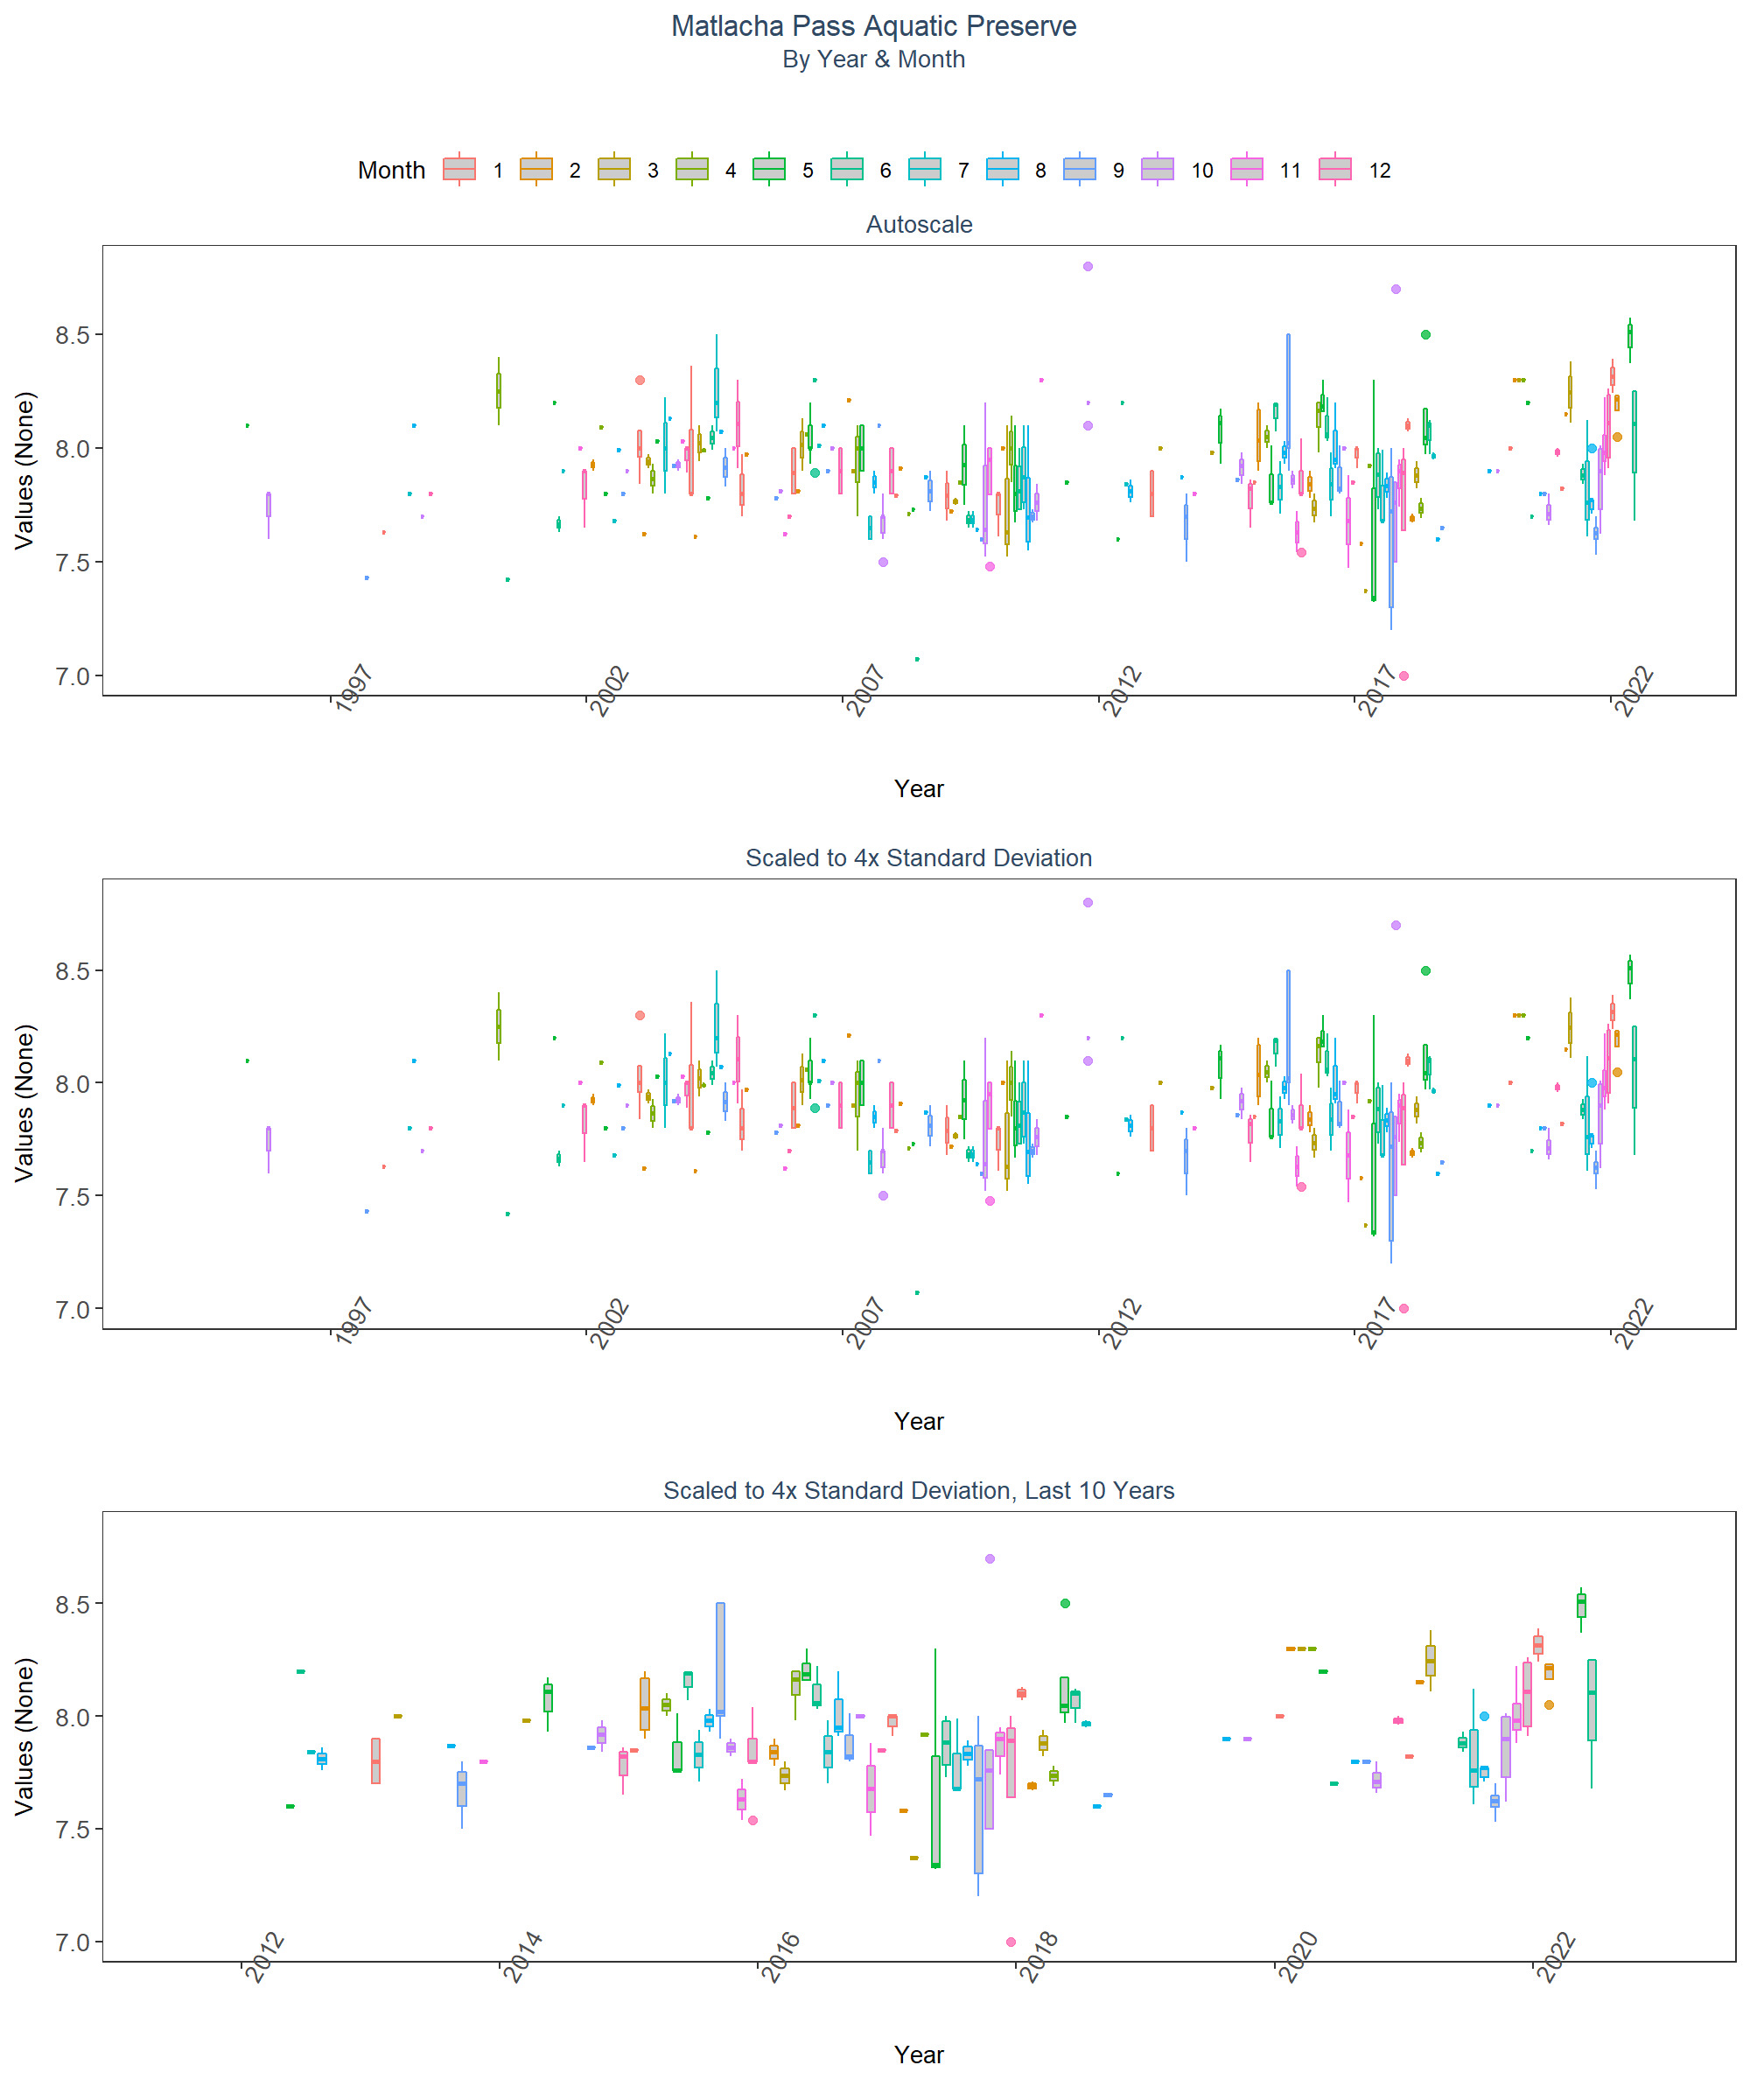 Matlacha Pass Aquatic Preserve
By Year & Month
Month 1 2 3 4 5 6 7 8 9 10 11 12
Autoscale
Values (None)
8.5
8.0
7.5
7.0
1997 2002 2007 2012 2017 2022
Year
Scaled to 4x Standard Deviation
Values (None)
8.5
8.0
7.5
7.0
1997 2002 2007 2012 2017 2022
Year
Scaled to 4x Standard Deviation, Last 10 Years
Values (None)
8.5
8.0
7.5
7.0
2012 2014 2016 2018 2020 2022
Year